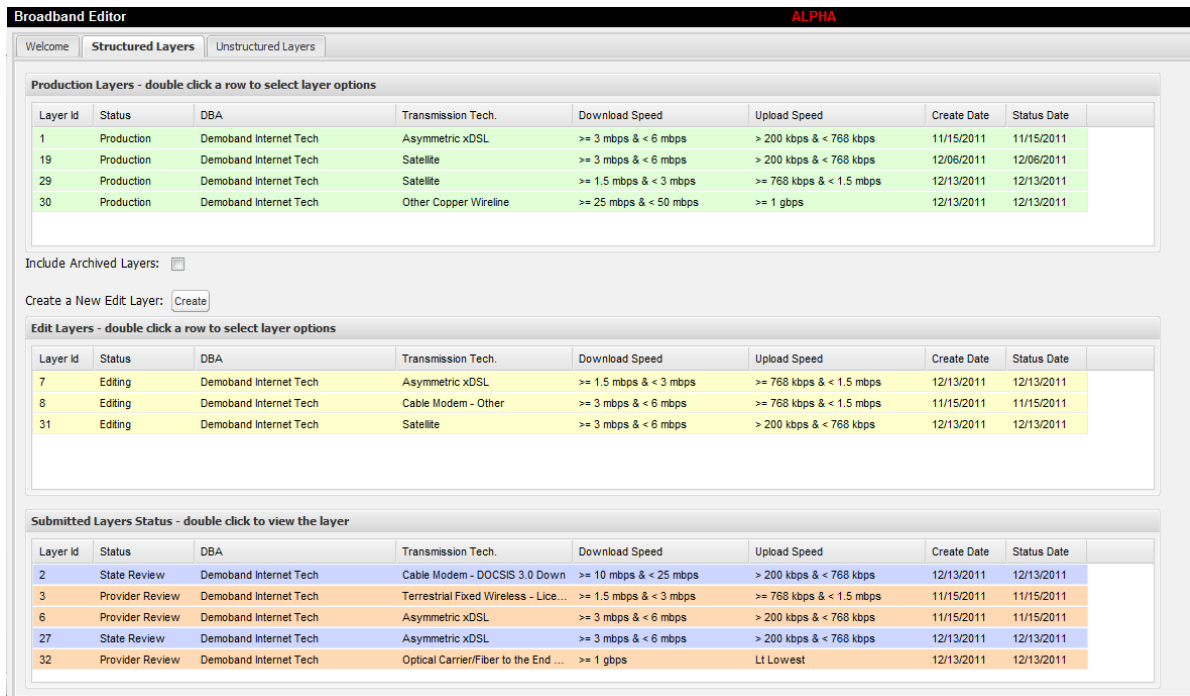 Broadband Editor ALPHA
Welcome Structured Layers Unstructured Layers
Production Layers - double click a row to select layer options
Layer Id Status DBA Transmission Tech. Download Speed Upload Speed Create Date Status Date
1 Production Demoband Internet Tech Asymmetric xDSL >= 3 mbps & < 6 mbps > 200 kbps & < 768 kbps 11/15/2011 11/15/2011
19 Production Demoband Internet Tech Satellite >= 3 mbps & < 6 mbps > 200 kbps & < 768 kbps 12/06/2011 12/06/2011
29 Production Demoband Internet Tech Satellite >= 1.5 mbps & < 3 mbps >= 768 kbps & < 1.5 mbps 12/13/2011 12/13/2011
30 Production Demoband Internet Tech Other Copper Wireline >= 25 mbps & < 50 mbps >= 1 gbps 12/13/2011 12/13/2011
Include Archived Layers:
Create a New Edit Layer: Create
Edit Layers - double click a row to select layer options
Layer Id Status DBA Transmission Tech. Download Speed Upload Speed Create Date Status Date
7 Editing Demoband Internet Tech Asymmetric xDSL >= 1.5 mbps & < 3 mbps >= 768 kbps & < 1.5 mbps 12/13/2011 12/13/2011
8 Editing Demoband Internet Tech Cable Modem - Other >= 3 mbps & < 6 mbps >= 768 kbps & < 1.5 mbps 11/15/2011 11/15/2011
31 Editing Demoband Internet Tech Satellite >= 3 mbps & < 6 mbps > 200 kbps & < 768 kbps 12/13/2011 12/13/2011
Submitted Layers Status - double click to view the layer
Layer Id Status DBA Transmission Tech. Download Speed Upload Speed Create Date Status Date
2 State Review Demoband Internet Tech Cable Modem - DOCSIS 3.0 Down >= 10 mbps & < 25 mbps > 200 kbps & < 768 kbps 12/13/2011 12/13/2011
3 Provider Review Demoband Internet Tech Terrestrial Fixed Wireless - Lice... >= 1.5 mbps & < 3 mbps >= 768 kbps & < 1.5 mbps 11/15/2011 11/15/2011
6 Provider Review Demoband Internet Tech Asymmetric xDSL >= 3 mbps & < 6 mbps > 200 kbps & < 768 kbps 11/15/2011 11/15/2011
27 State Review Demoband Internet Tech Asymmetric xDSL >= 3 mbps & < 6 mbps > 200 kbps & < 768 kbps 12/13/2011 12/13/2011
32 Provider Review Demoband Internet Tech Optical Carrier/Fiber to the End ... >= 1 gbps Lt Lowest 12/13/2011 12/13/2011